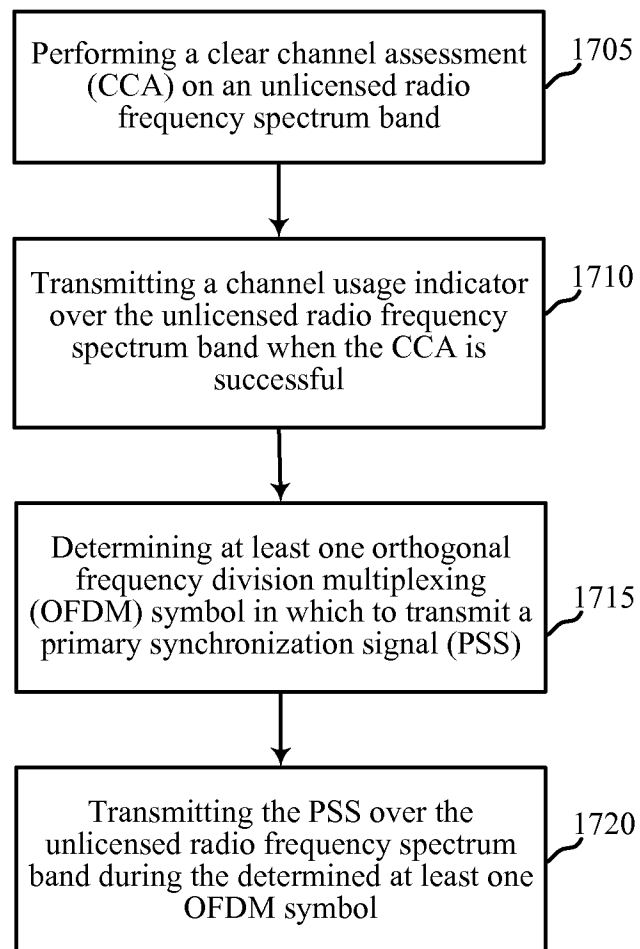 Performing a clear channel assessment
(CCA) on an unlicensed radio
frequency spectrum band
1705
Transmitting a channel usage indicator
over the unlicensed radio frequency
spectrum band when the CCA is
successful
1710
Determining at least one orthogonal
frequency division multiplexing
(OFDM) symbol in which to transmit a
primary synchronization signal (PSS)
1715
Transmitting the PSS over the
unlicensed radio frequency spectrum
band during the determined at least one
OFDM symbol
1720